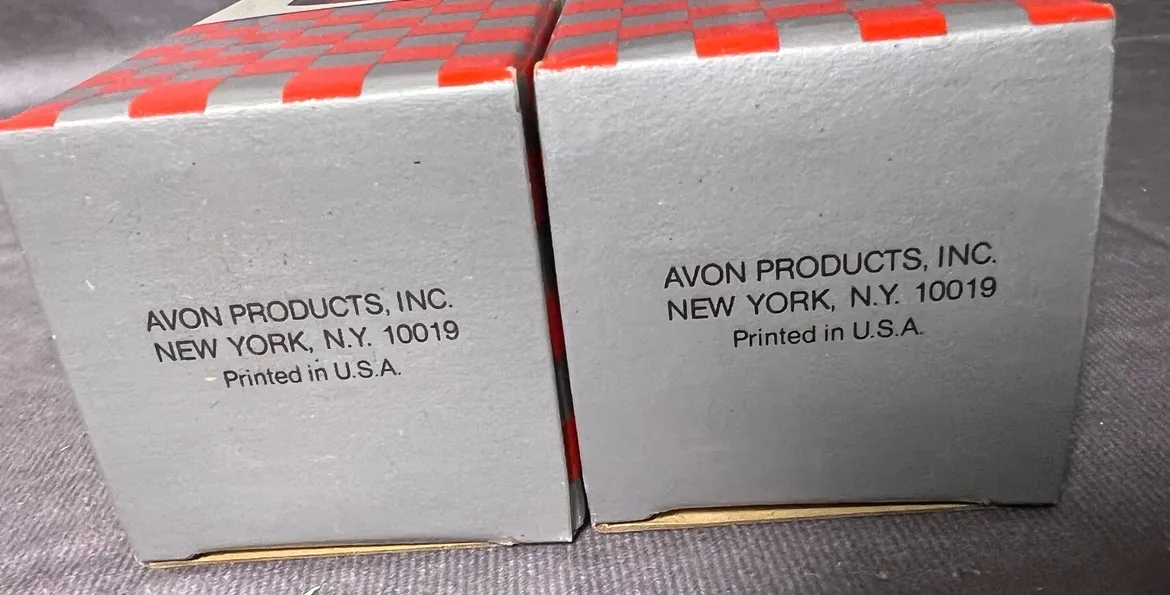 AVON PRODUCTS, INC.
NEW YORK, N.Y. 10019
Printed in U.S.A.
AVON PRODUCTS, INC.
NEW YORK, N.Y. 10019
Printed in U.S.A.